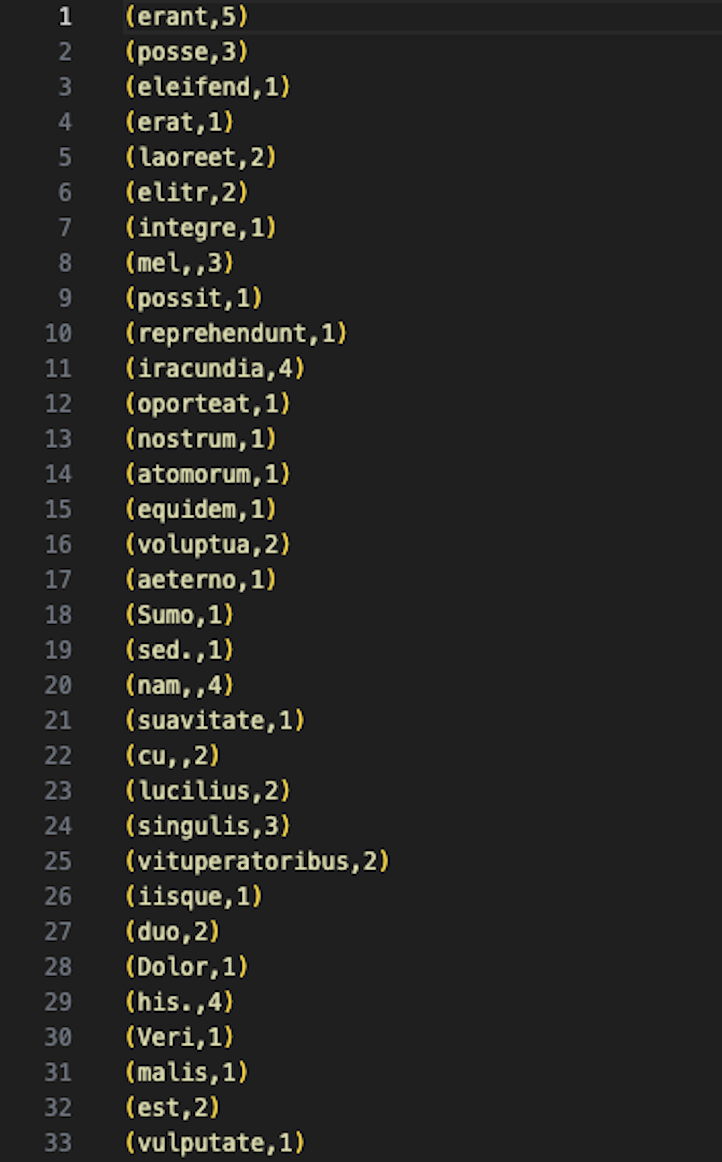 1 (erant,5)
2 (posse,3)
3 (eleifend,1)
4 (erat,1)
5 (laoreet,2)
6 (elitr,2)
7 (integre,1)
8 (mel,,3)
9 (possit,1)
10 (reprehendunt,1)
11 (iracundia,4)
12 (oporteat,1)
13 (nostrum,1)
14 (atomorum,1)
15 (equidem,1)
16 (voluptua,2)
17 (aeterno,1)
18 (Sumo,1)
19 (sed.,1)
20 (nam,,4)
21 (suavitate,1)
22 (cu,,2)
23 (lucilius,2)
24 (singulis,3)
25 (vituperatoribus,2)
26 (iisque,1)
27 (duo,2)
28 (Dolor,1)
29 (his.,4)
30 (Veri,1)
31 (malis,1)
32 (est,2)
33 (vulputate,1)